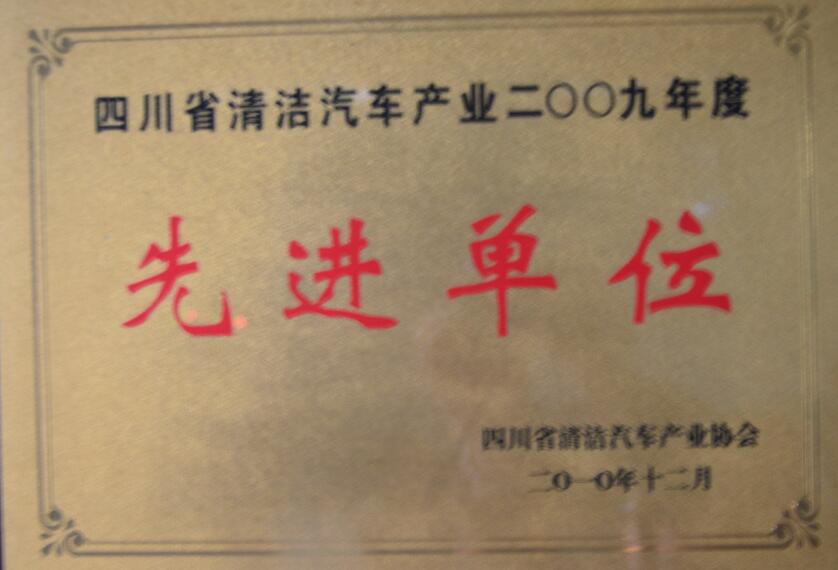 四川省清洁汽车产业二〇〇九年度
先进单位
四川省清洁汽车产业协会
二〇一〇年十二月